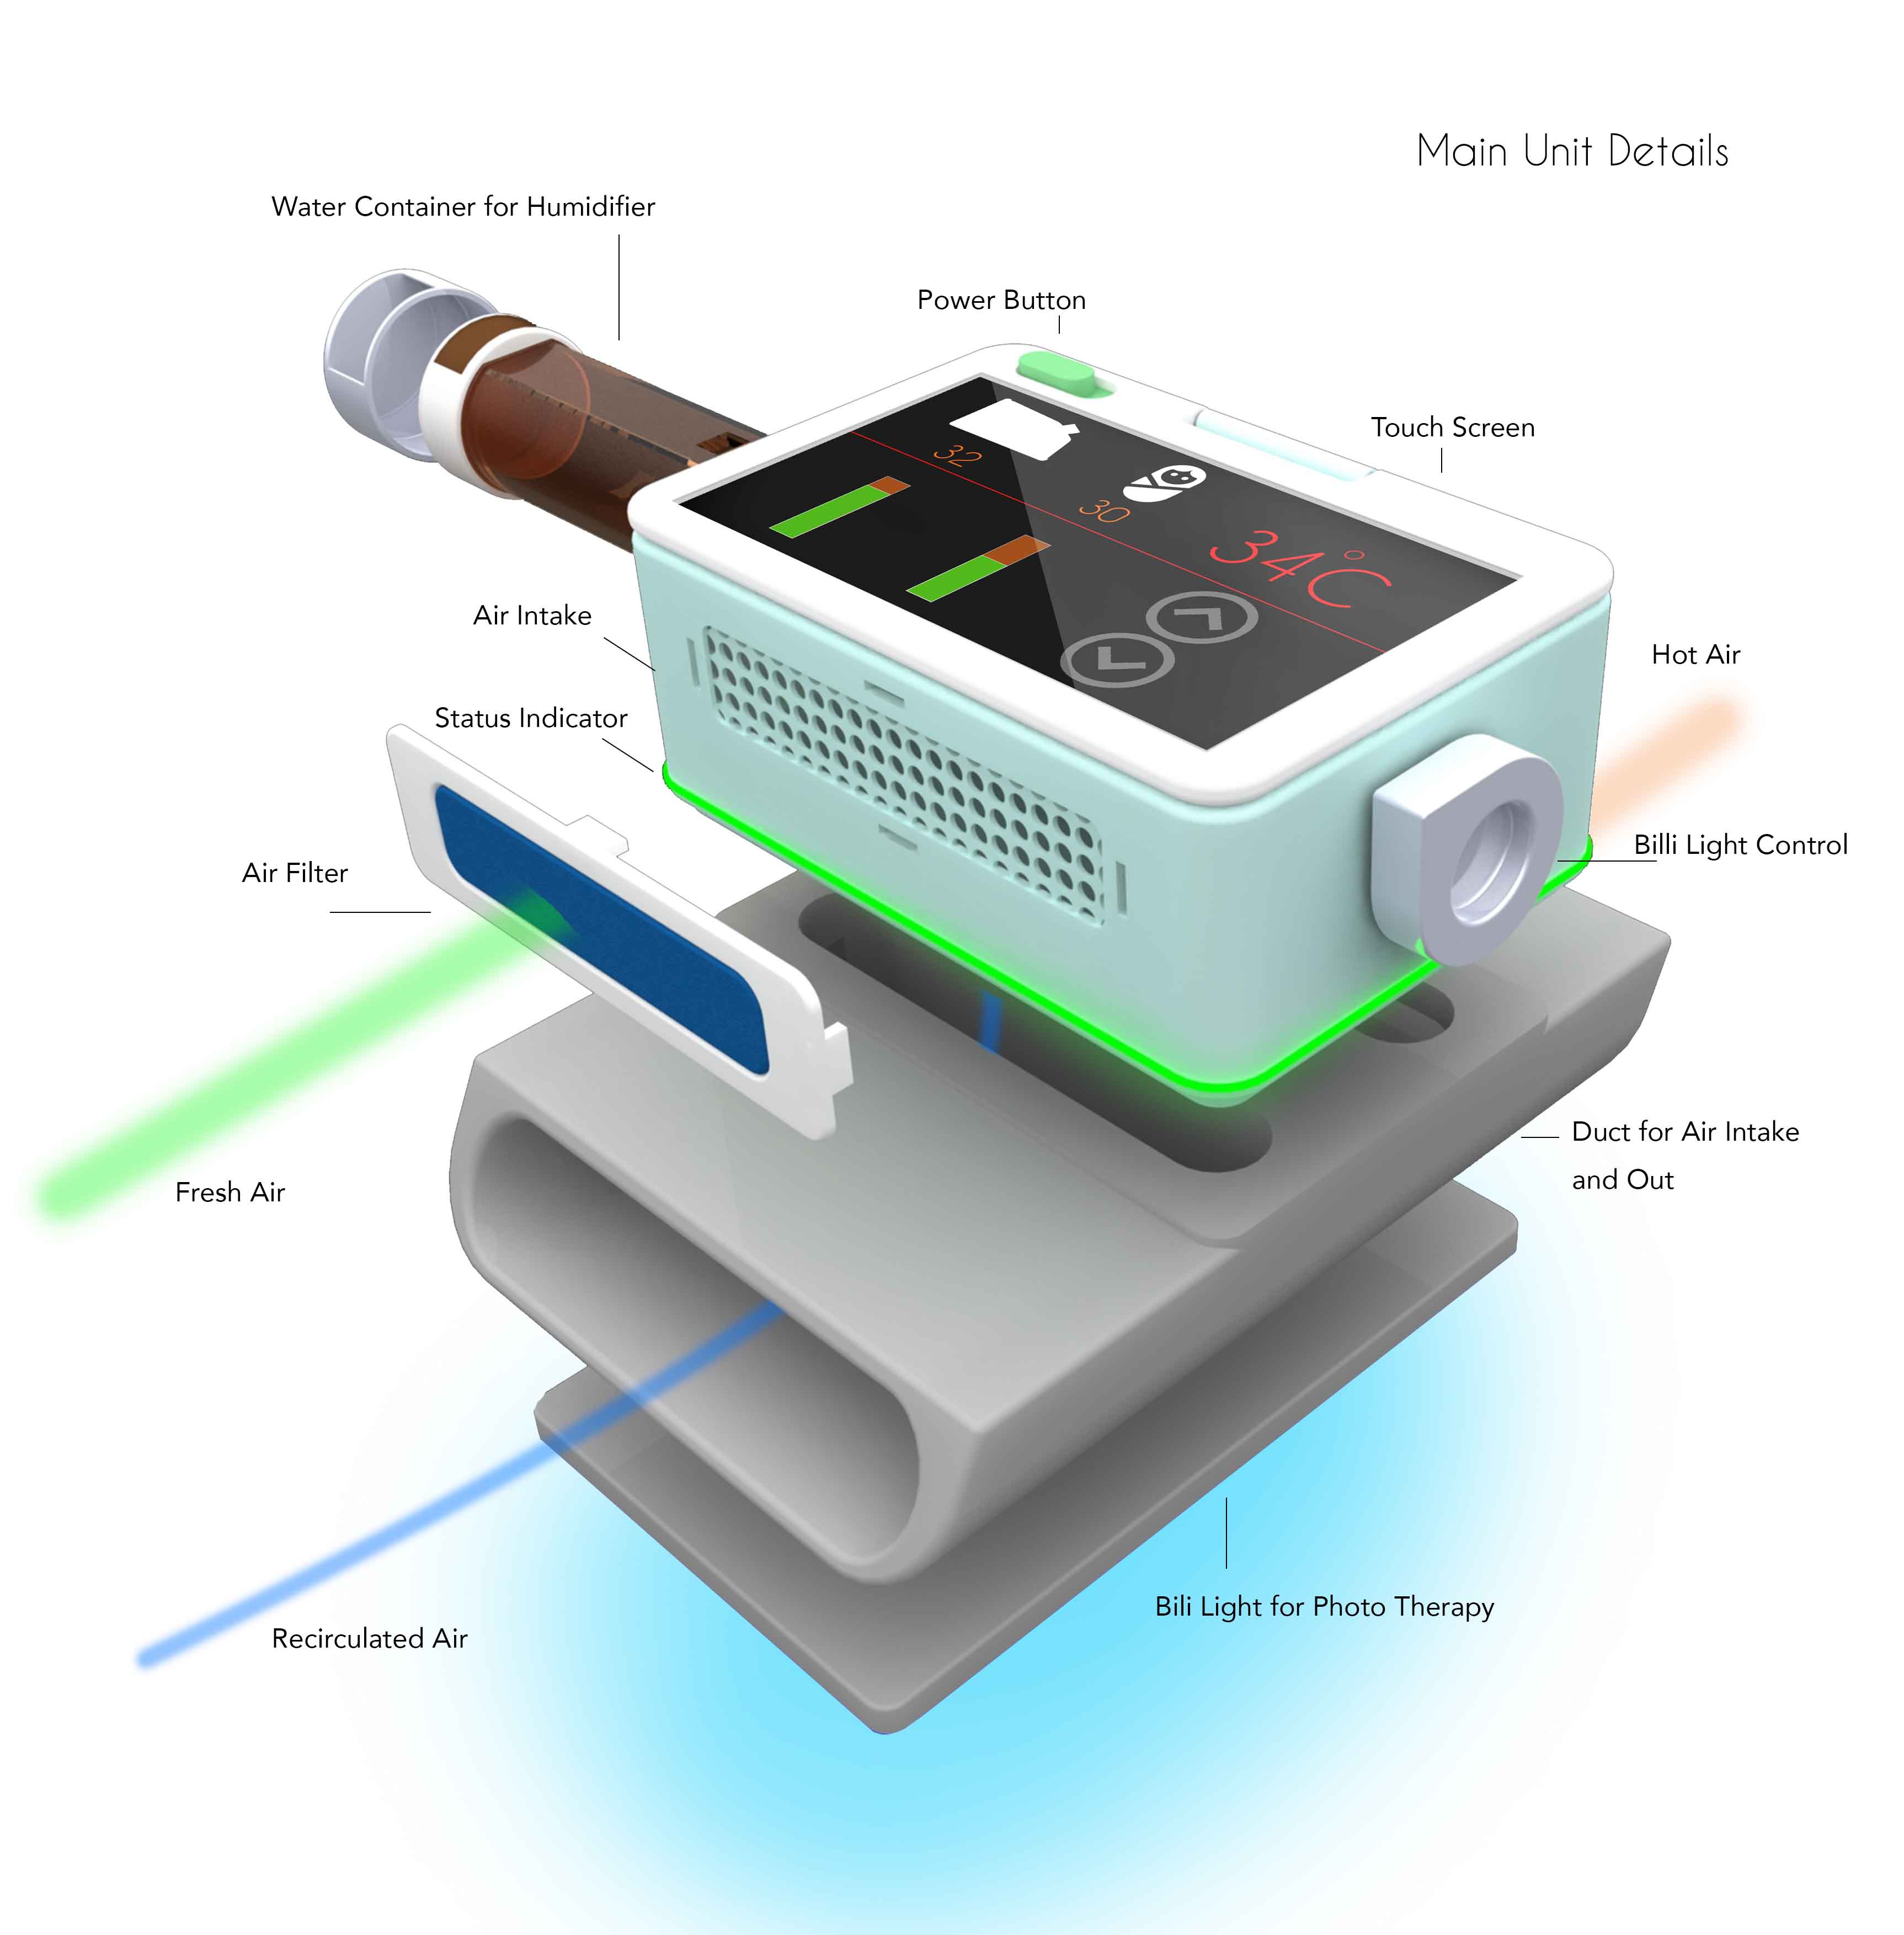 Main Unit Details
Water Container for Humidifier
Power Button
Touch Screen
32
30
34°C
Air Intake
Hot Air
Status Indicator
Billi Light Control
Air Filter
Duct for Air Intake
and Out
Fresh Air
Bili Light for Photo Therapy
Recirculated Air